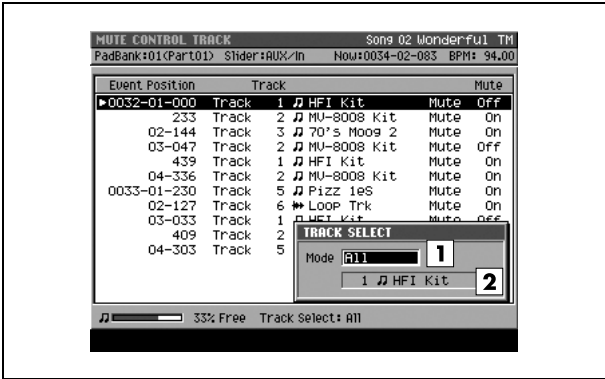 MUTE CONTROL TRACK Song 02 Wonderful TM
PadBank:01(Part01) Slider:AUX/In Now:0034-02-083 BPM: 94.00
Event Position Track Mute
0032-01-000 Track 1 HFI Kit Mute Off
233 Track 2 MV-8008 Kit Mute On
02-144 Track 3 70's Moog 2 Mute On
03-047 Track 2 MV-8008 Kit Mute Off
439 Track 1 HFI Kit Mute On
04-336 Track 2 MV-8008 Kit Mute On
0033-01-230 Track 5 Pizz 1eS Mute On
02-127 Track 6 Loop Trk Mute On
03-033 Track 1 HFI Kit Mute Off
409 Track 2
04-303 Track 5
TRACK SELECT
Mode All 1
1 HFI Kit 2
33% Free Track Select: All